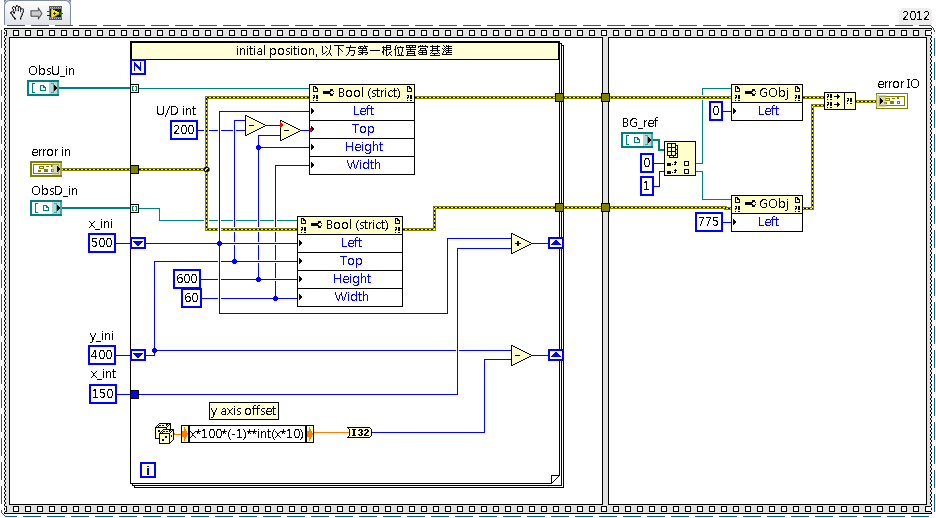 2012
initial position, 以下方第一根位置當基準
N
ObsU_in
Bool (strict)
Left
Top
Height
Width
U/D int
200
error in
ObsD_in
x_ini
500
Bool (strict)
Left
Top
Height
Width
600
60
y_ini
400
x_int
150
y axis offset
x*100*(-1)**int(x*10)
I32
i
GObj
Left
0
error IO
BG_ref
0
1
GObj
Left
775